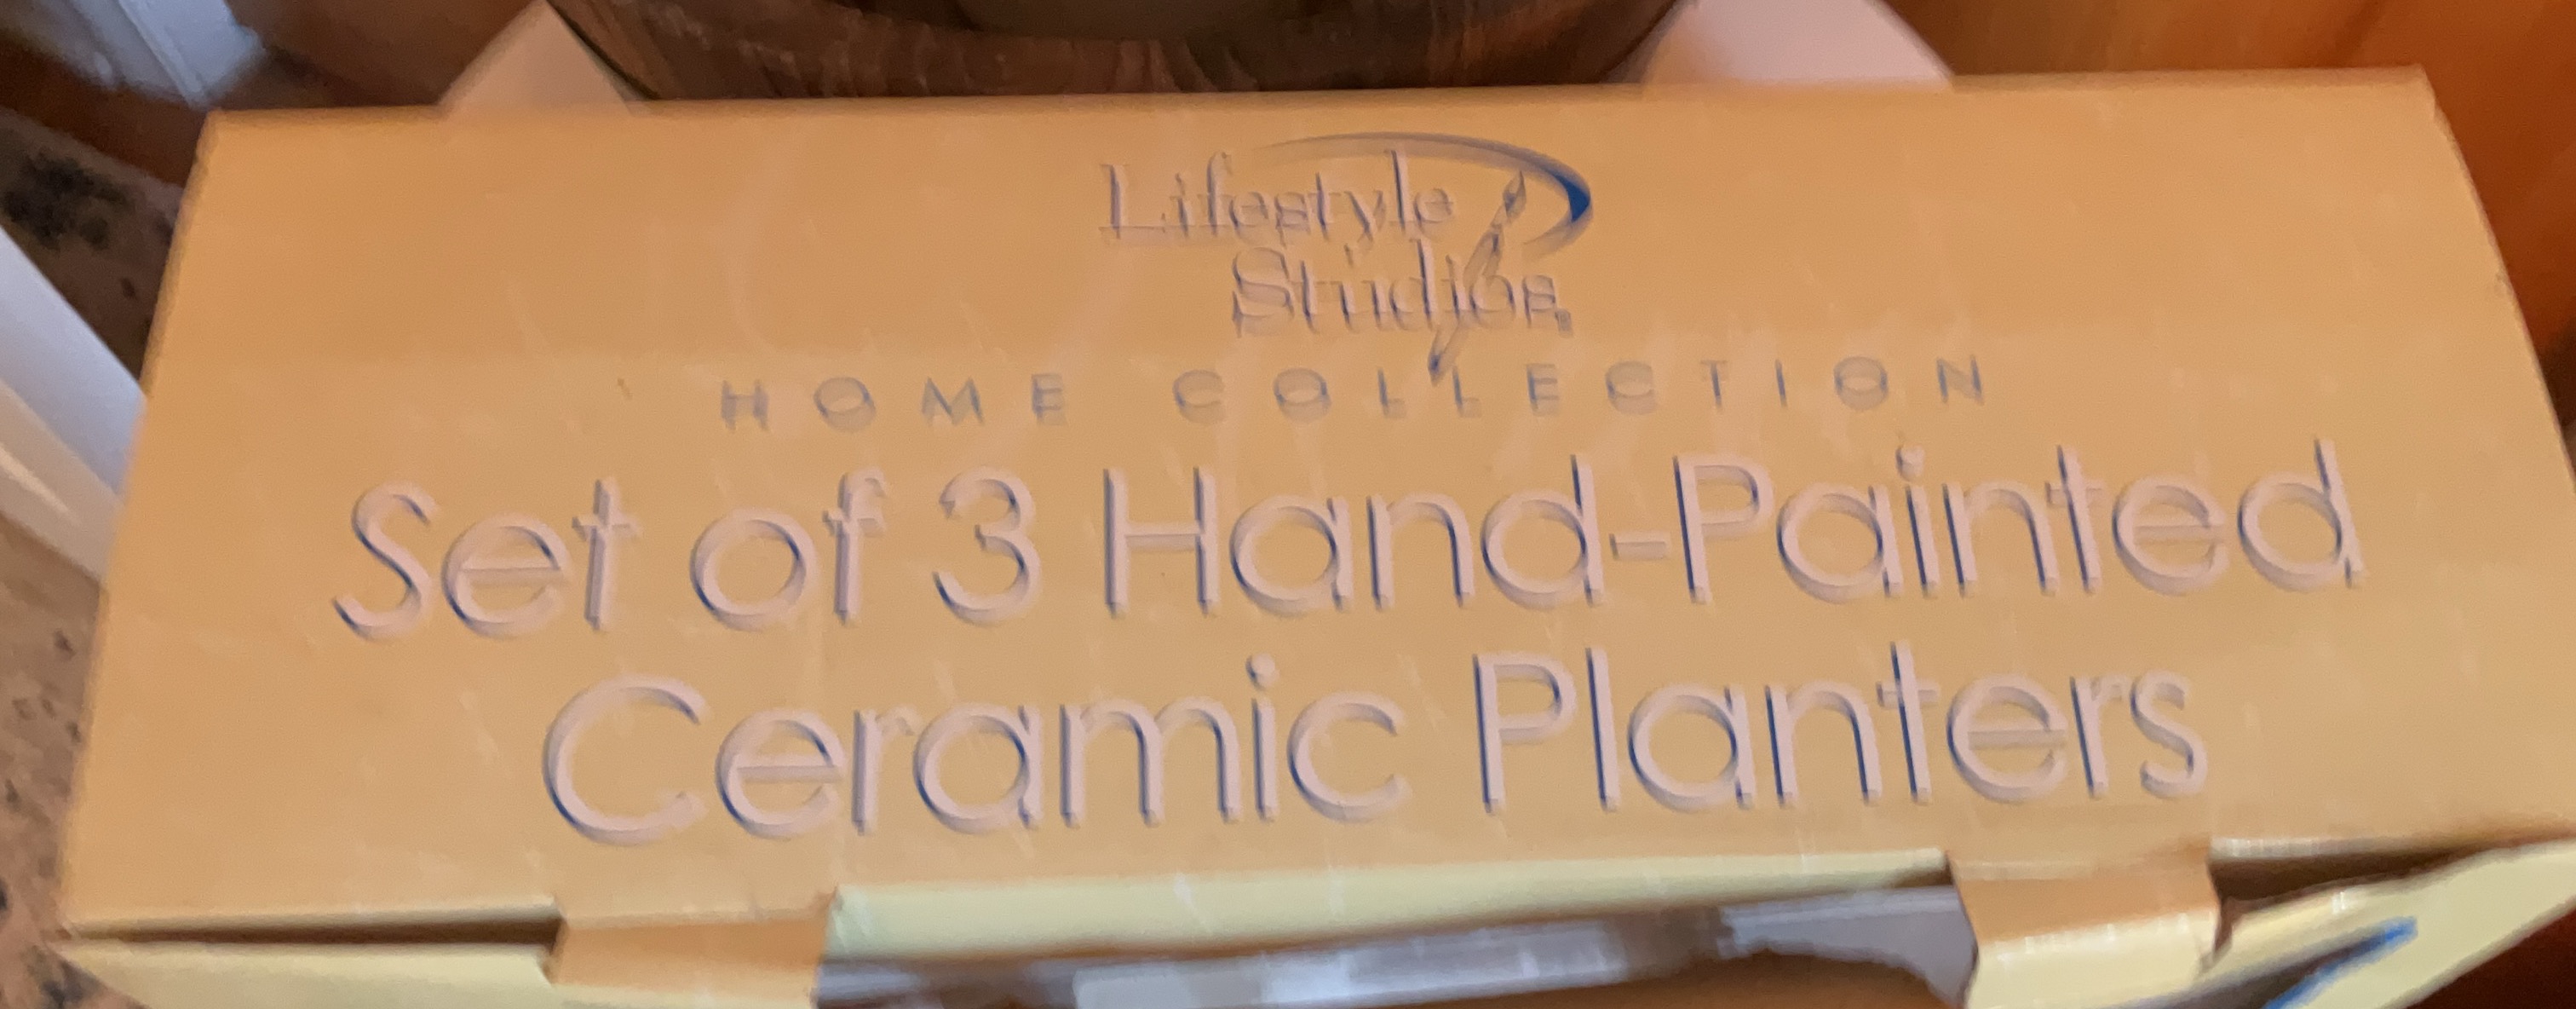 Lifestyle
Studios
HOME COLLECTION
Set of 3 Hand-Painted
Ceramic Planters